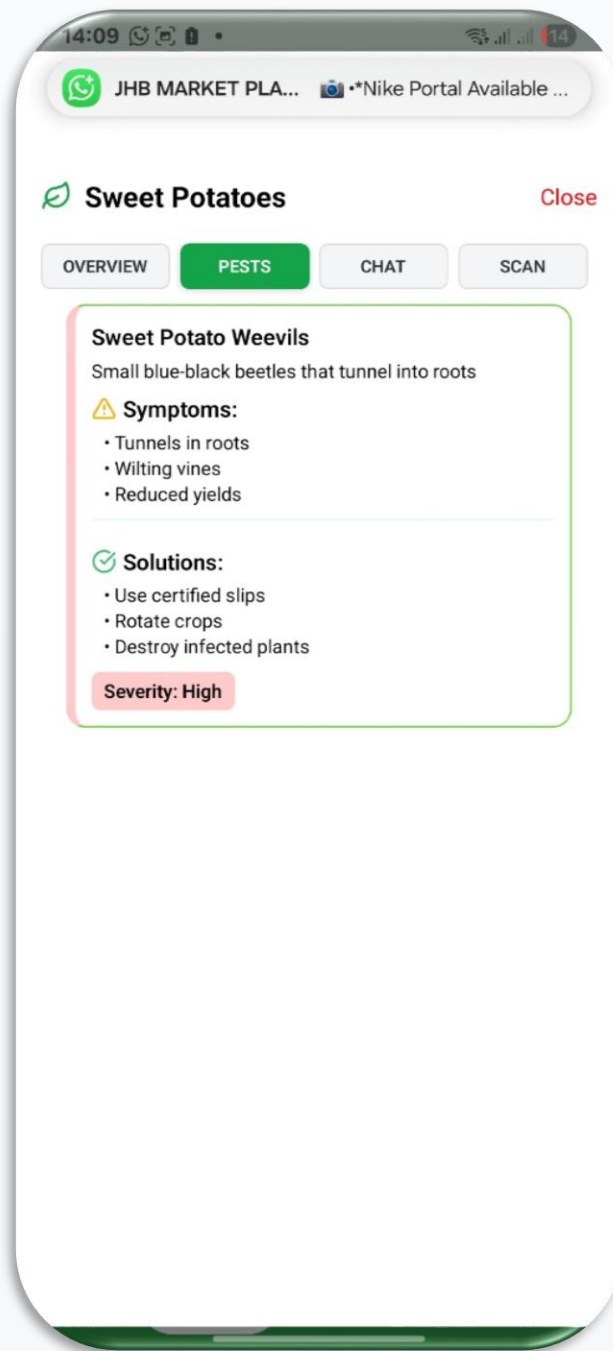 14:09
14
JHB MARKET PLA... •*Nike Portal Available ...
Sweet Potatoes
Close
OVERVIEW PESTS CHAT SCAN
Sweet Potato Weevils
Small blue-black beetles that tunnel into roots
Symptoms:
• Tunnels in roots
• Wilting vines
• Reduced yields
Solutions:
• Use certified slips
• Rotate crops
• Destroy infected plants
Severity: High